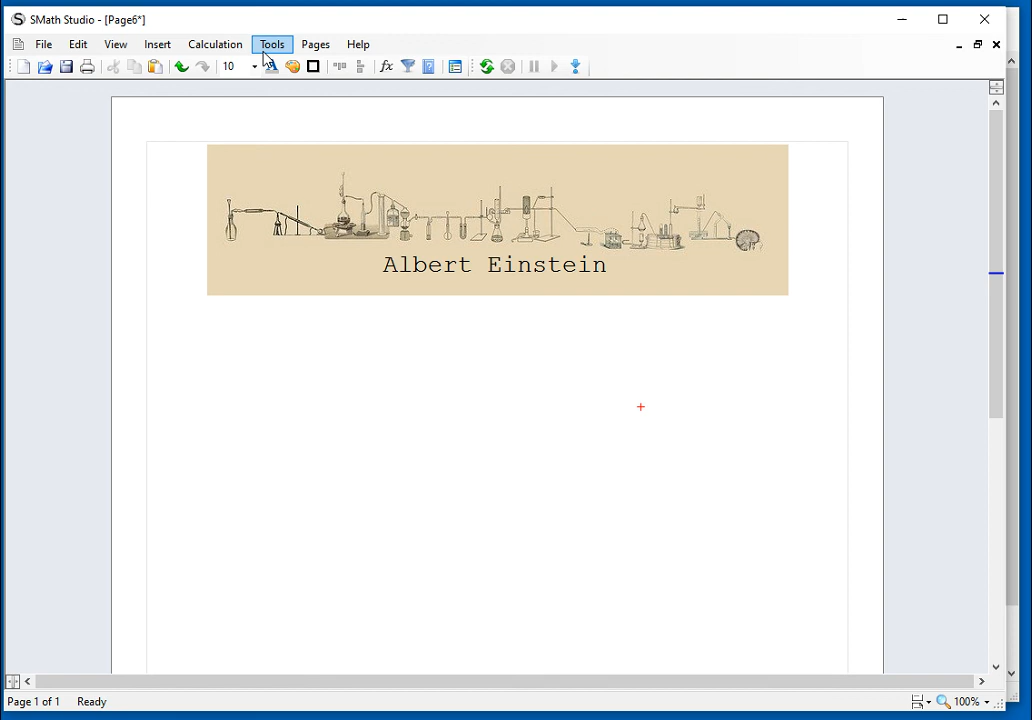 SMath Studio - [Page6*]
File Edit View Insert Calculation Tools Pages Help
10
Albert Einstein
Page 1 of 1 Ready 100%